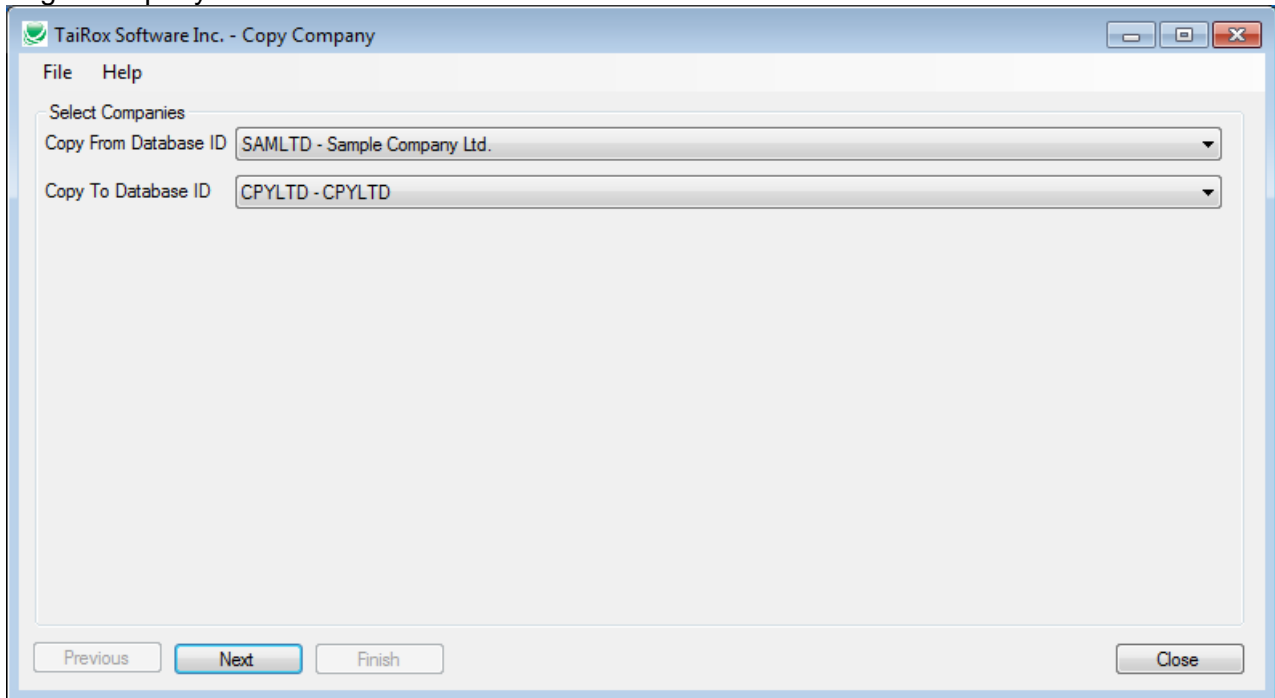 TaiRox Software Inc. - Copy Company
File Help
Select Companies
Copy From Database ID SAMLTD - Sample Company Ltd.
Copy To Database ID CPYLTD - CPYLTD
Previous Next Finish Close